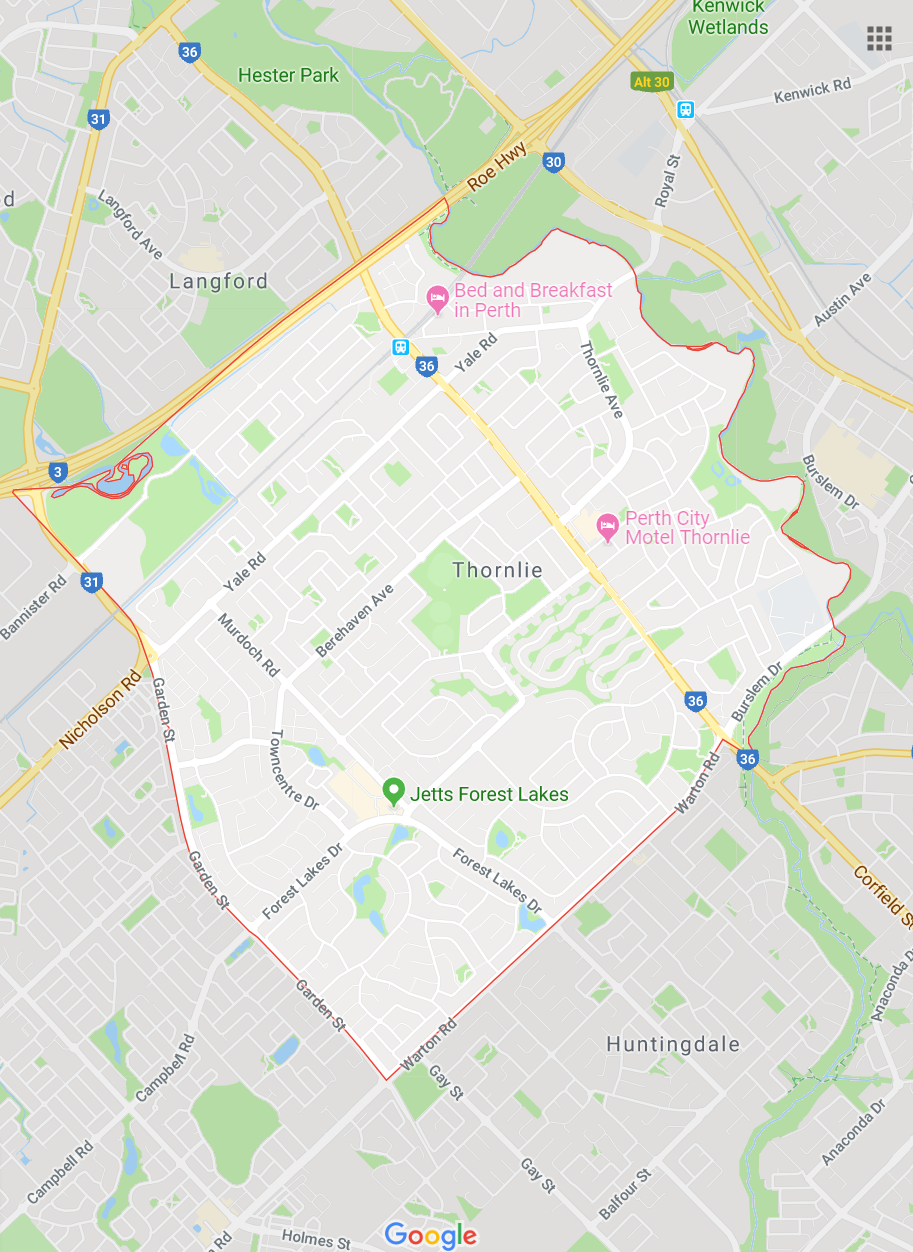 Kenwick
Wetlands
36
Hester Park
Alt 30
Kenwick Rd
31
Roe Hwy
30
Royal St
d
Langford Ave
Langford
Bed and Breakfast
in Perth
Austin Ave
36
Yale Rd
Thornlie Ave
3
Burslem Dr
Perth City
Motel Thornlie
Thornlie
Yale Rd
31
Bannister Rd
Berehaven Ave
Murdoch Rd
Nicholson Rd
Garden St
36
Burslem Dr
Towncentre Dr
36
Warton Rd
Jetts Forest Lakes
Forest Lakes Dr
Forest Lakes Dr
Garden St
Corfield S
Anaconda D
Garden St
Warton Rd
Huntingdale
Campbell Rd
Gay St
Anaconda Dr
Campbell Rd
Gay St
Balfour St
Rd
Holmes St
Google